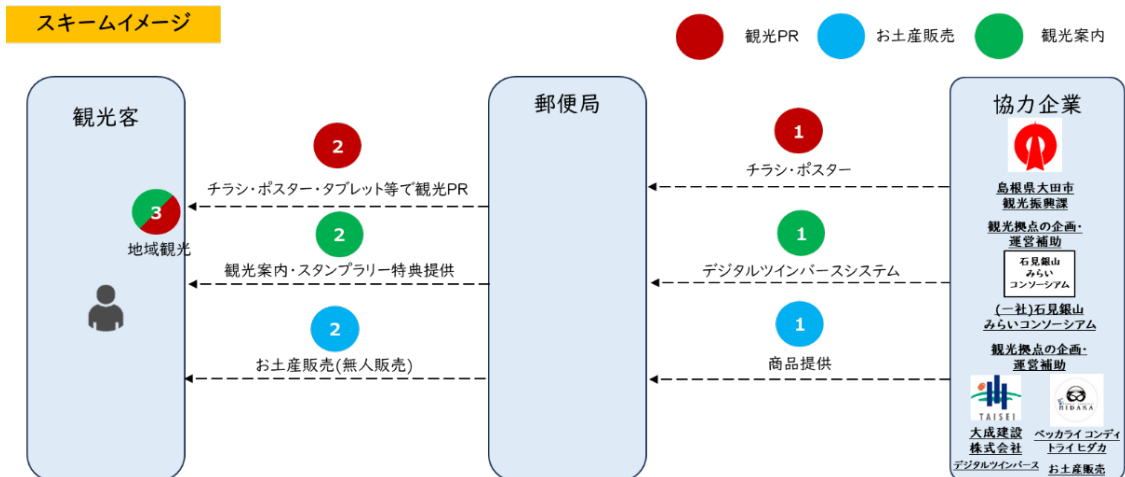 スキームイメージ
観光PR
お土産販売
観光案内
観光客
郵便局
協力企業
2
1
チラシ・ポスター・タブレット等で観光PR
チラシ・ポスター
3
地域観光
2
1
観光案内・スタンプラリー特典提供
デジタルツインバースシステム
2
1
お土産販売(無人販売)
商品提供
島根県大田市
観光振興課
観光拠点の企画・
運営補助
石見銀山
みらい
コンソーシアム
(一社)石見銀山
みらいコンソーシアム
観光拠点の企画・
運営補助
TAISEI
大成建設
株式会社
デジタルツインバース
HIDAKA
ベッカライ コンディ
トライ ヒダカ
お土産販売